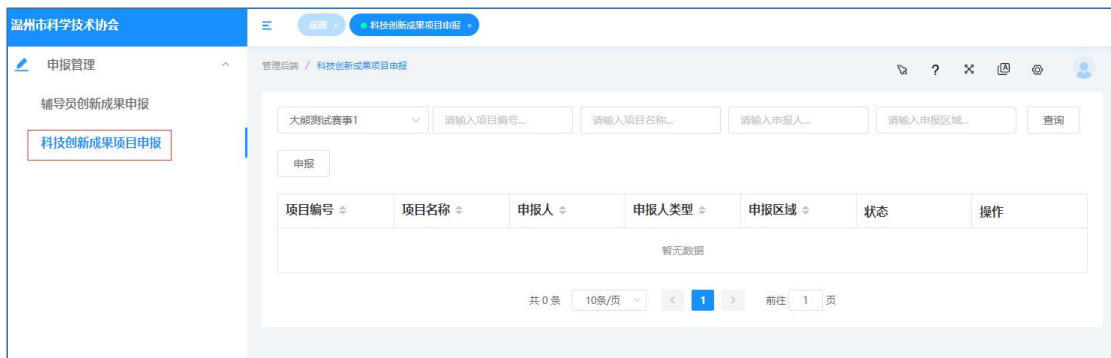 温州市科学技术协会
桌面 ×
科技创新成果项目申报 ×
申报管理
辅导员创新成果申报
科技创新成果项目申报
管理后端 / 科技创新成果项目申报
大熊测试赛事1 请输入项目编号... 请输入项目名称... 请输入申报人... 请输入申报区域... 查询
申报
项目编号 项目名称 申报人 申报人类型 申报区域 状态 操作
暂无数据
共 0 条 10条/页 < 1 > 前往 1 页